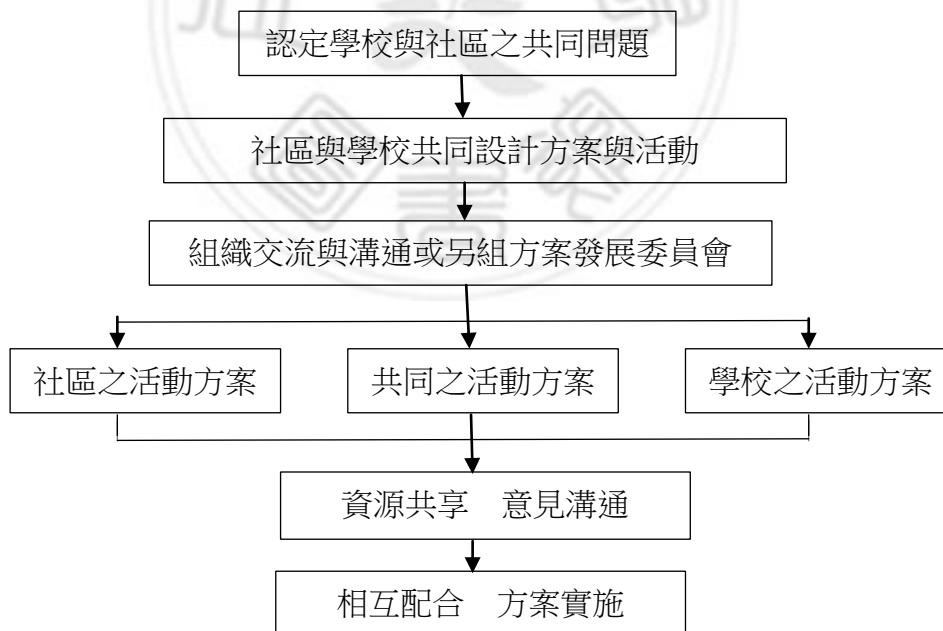 認定學校與社區之共同問題
社區與學校共同設計方案與活動
組織交流與溝通或另組方案發展委員會
社區之活動方案
共同之活動方案
學校之活動方案
資源共享　意見溝通
相互配合　方案實施